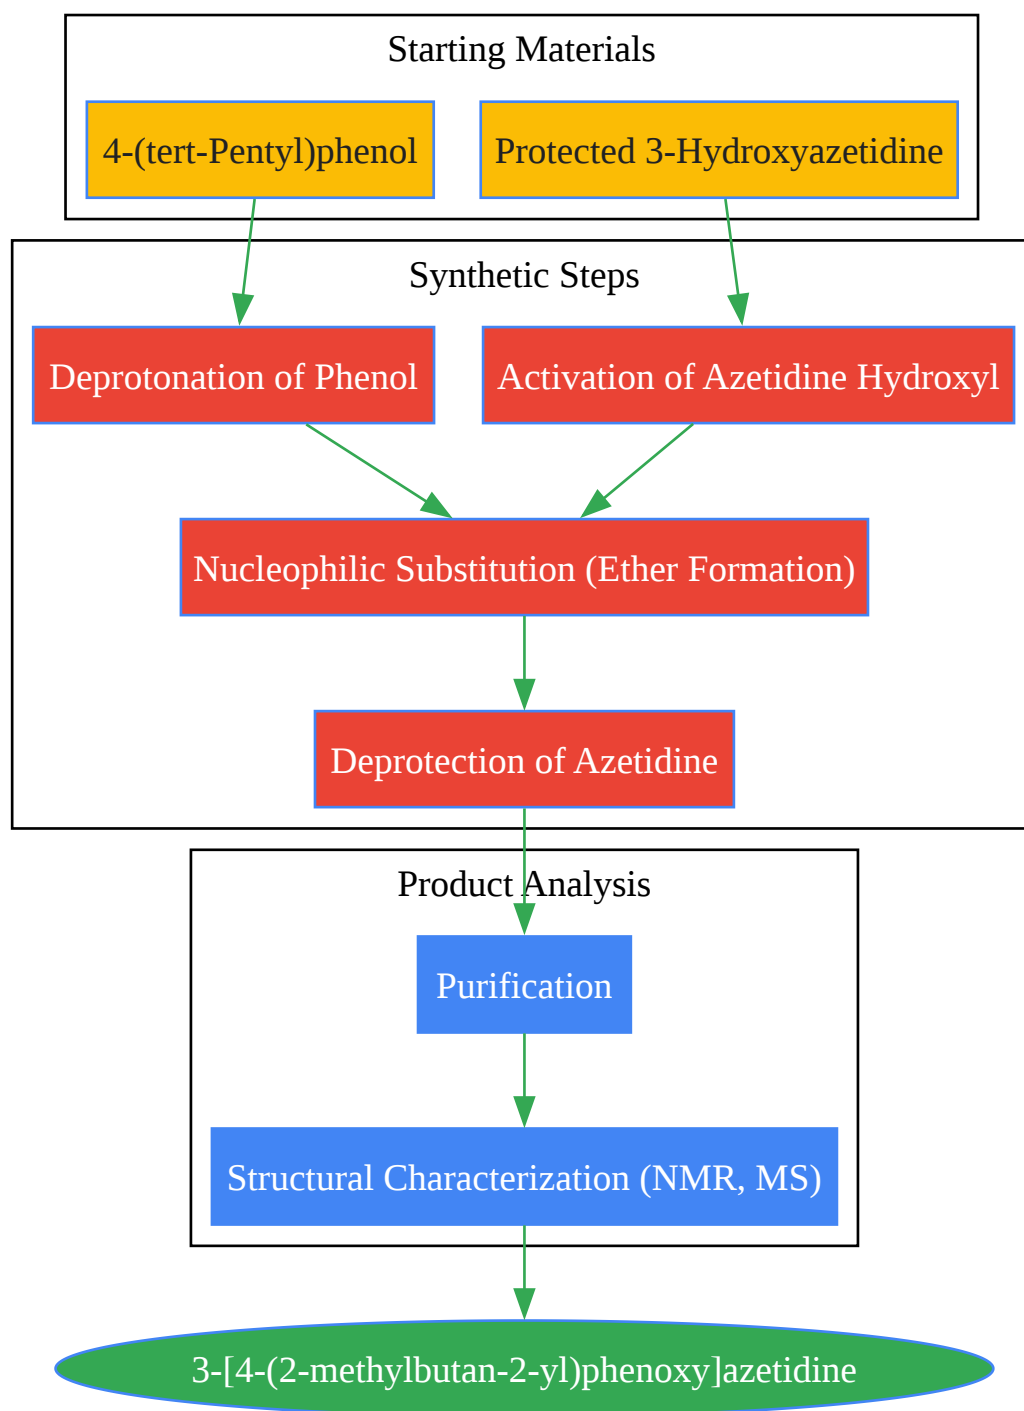 Starting Materials
4-(tert-Pentyl)phenol
Protected 3-Hydroxyazetidine
Synthetic Steps
Deprotonation of Phenol
Activation of Azetidine Hydroxyl
Nucleophilic Substitution (Ether Formation)
Deprotection of Azetidine
Product Analysis
Purification
Structural Characterization (NMR, MS)
3-[4-(2-methylbutan-2-yl)phenoxy]azetidine